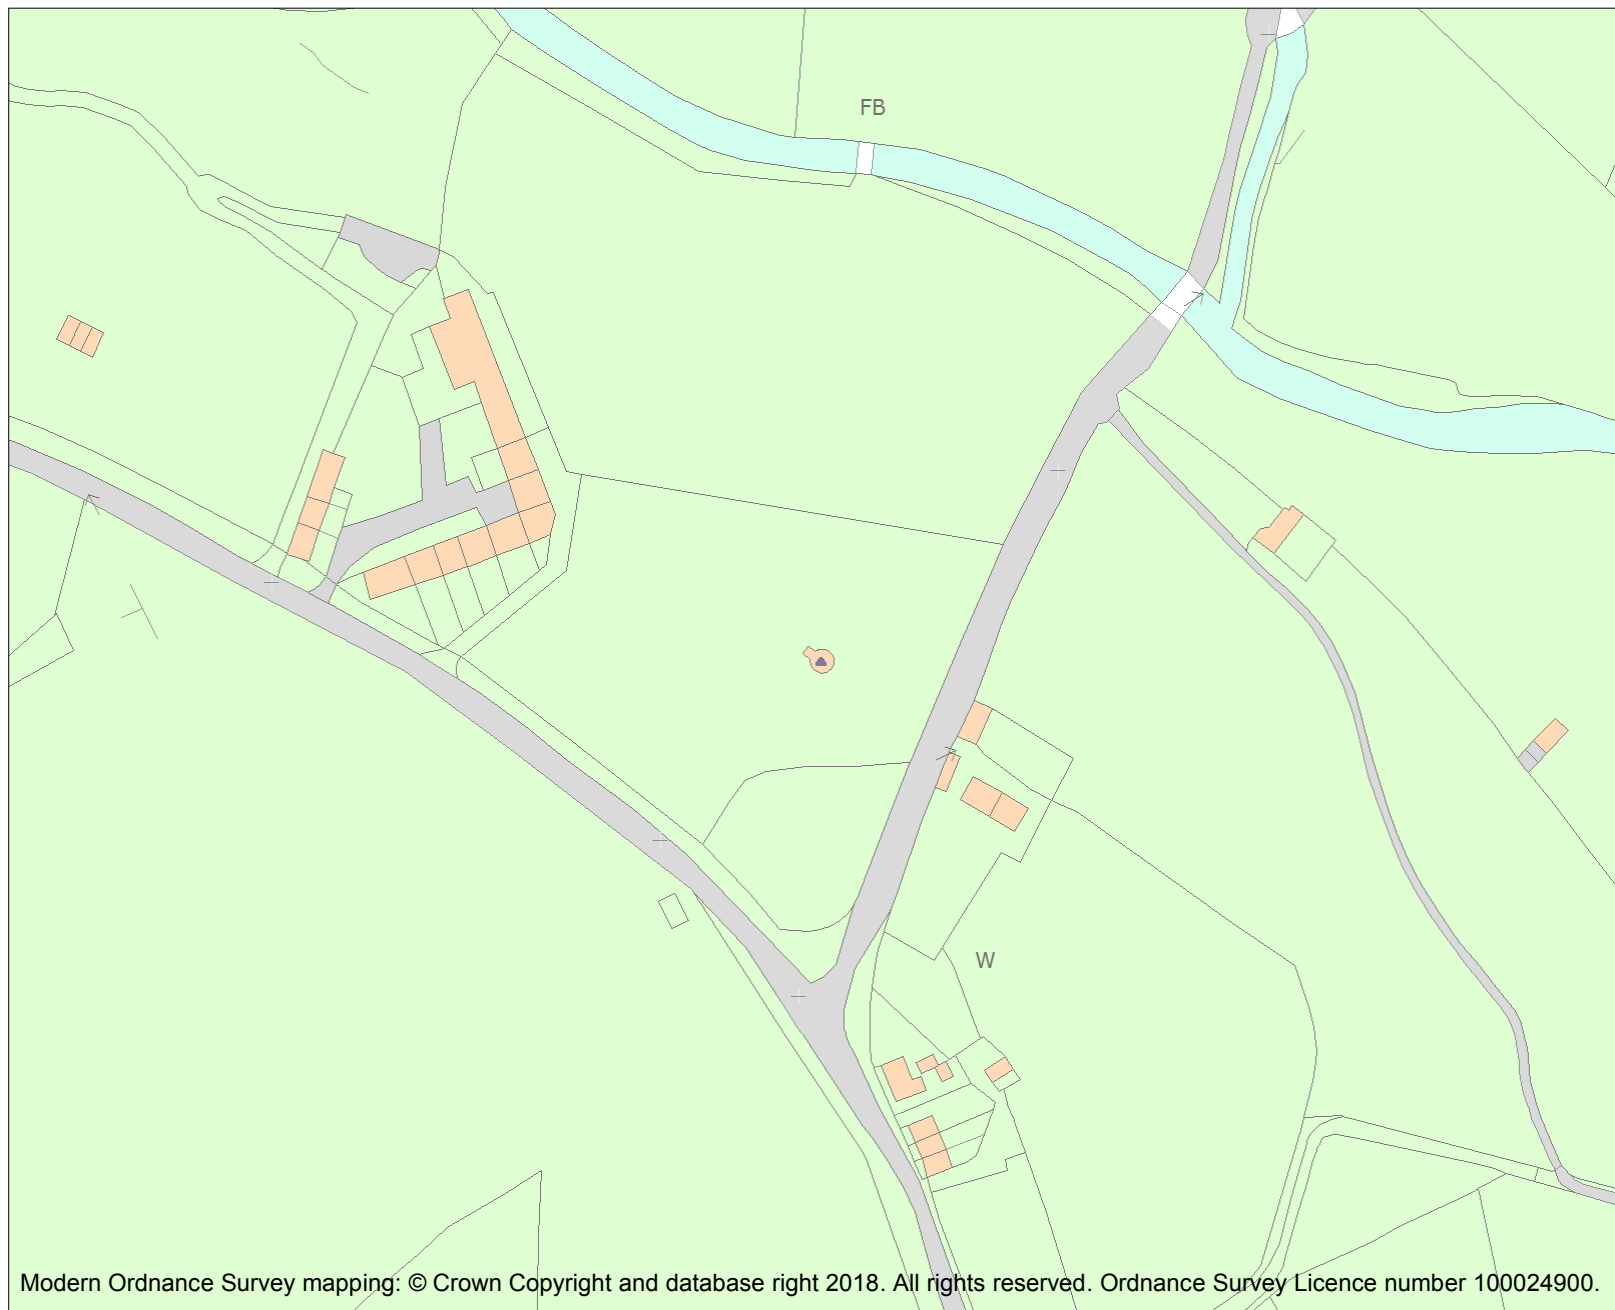 FB
W
Modern Ordnance Survey mapping: © Crown Copyright and database right 2018. All rights reserved. Ordnance Survey Licence number 100024900.